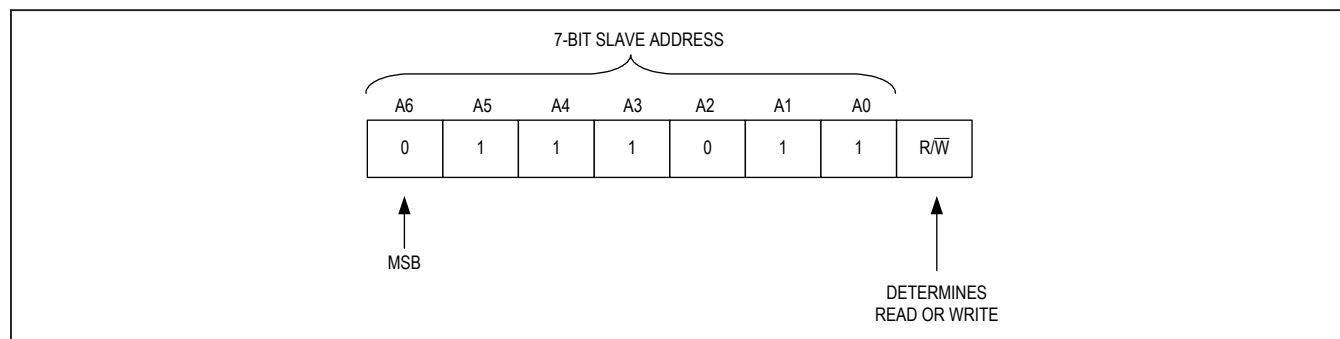 7-BIT SLAVE ADDRESS
A6 A5 A4 A3 A2 A1 A0
0 1 1 1 0 1 1 R/W̅
MSB
DETERMINES
READ OR WRITE